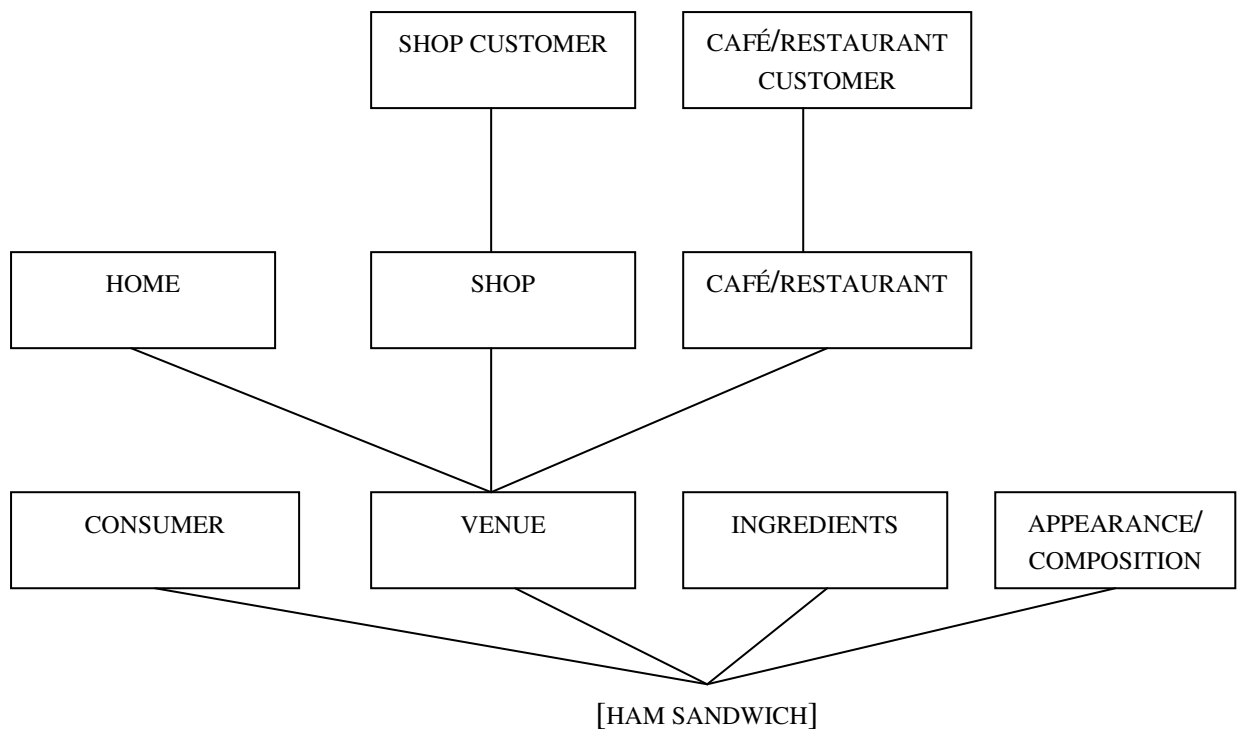 SHOP CUSTOMER
CAFÉ/RESTAURANT
CUSTOMER
HOME
SHOP
CAFÉ/RESTAURANT
CONSUMER
VENUE
INGREDIENTS
APPEARANCE/
COMPOSITION
[HAM SANDWICH]